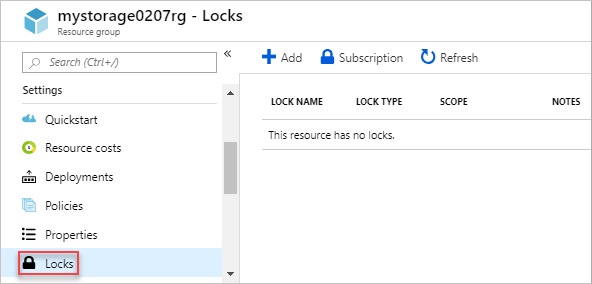 mystorage0207rg - Locks
Resource group
Search (Ctrl+/)
«
Settings
Quickstart
Resource costs
Deployments
Policies
Properties
Locks
Add Subscription Refresh
LOCK NAME LOCK TYPE SCOPE NOTES
This resource has no locks.